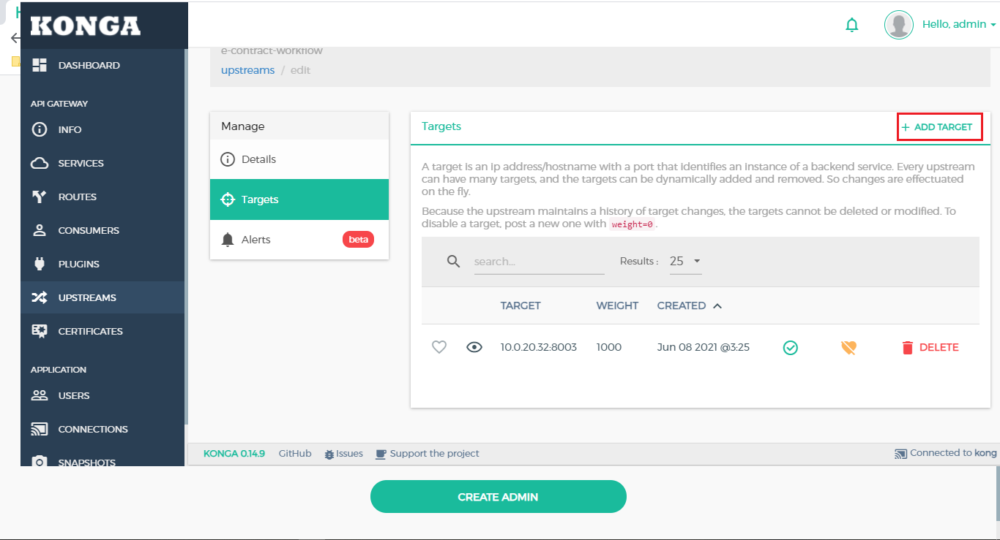 KONGA
Hello, admin
DASHBOARD
API GATEWAY
INFO
SERVICES
ROUTES
CONSUMERS
PLUGINS
UPSTREAMS
CERTIFICATES
APPLICATION
USERS
CONNECTIONS
SNAPSHOTS
e-contract-workflow
upstreams / edit
Manage
Details
Targets
Alerts beta
Targets
+ ADD TARGET
A target is an ip address/hostname with a port that identifies an instance of a backend service. Every upstream
can have many targets, and the targets can be dynamically added and removed. So changes are effectuated
on the fly.
Because the upstream maintains a history of target changes, the targets cannot be deleted or modified. To
disable a target, post a new one with weight=0 .
search... Results : 25
TARGET WEIGHT CREATED
10.0.20.32:8003 1000 Jun 08 2021 @3:25 DELETE
KONGA 0.14.9 GitHub Issues Support the project Connected to kong
CREATE ADMIN